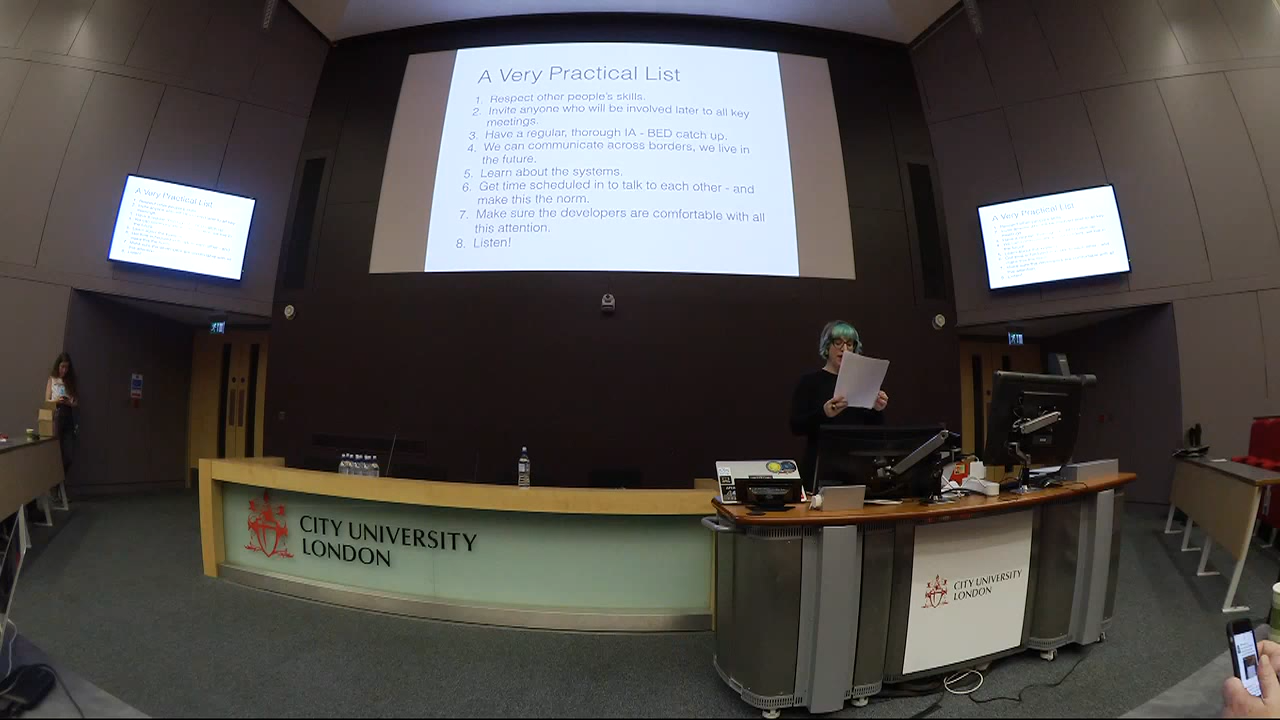 A Very Practical List
1. Respect other people's skills.
2. Invite anyone who will be involved later to all key
meetings.
3. Have a regular, thorough IA - BED catch up.
4. We can communicate across borders, we live in
the future.
5. Learn about the systems.
6. Get time scheduled in to talk to each other - and
make this the norm.
7. Make sure the developers are comfortable with all
this attention.
8. Listen!
A Very Practical List
A Very Practical List
CITY UNIVERSITY
LONDON
CITY UNIVERSITY
LONDON